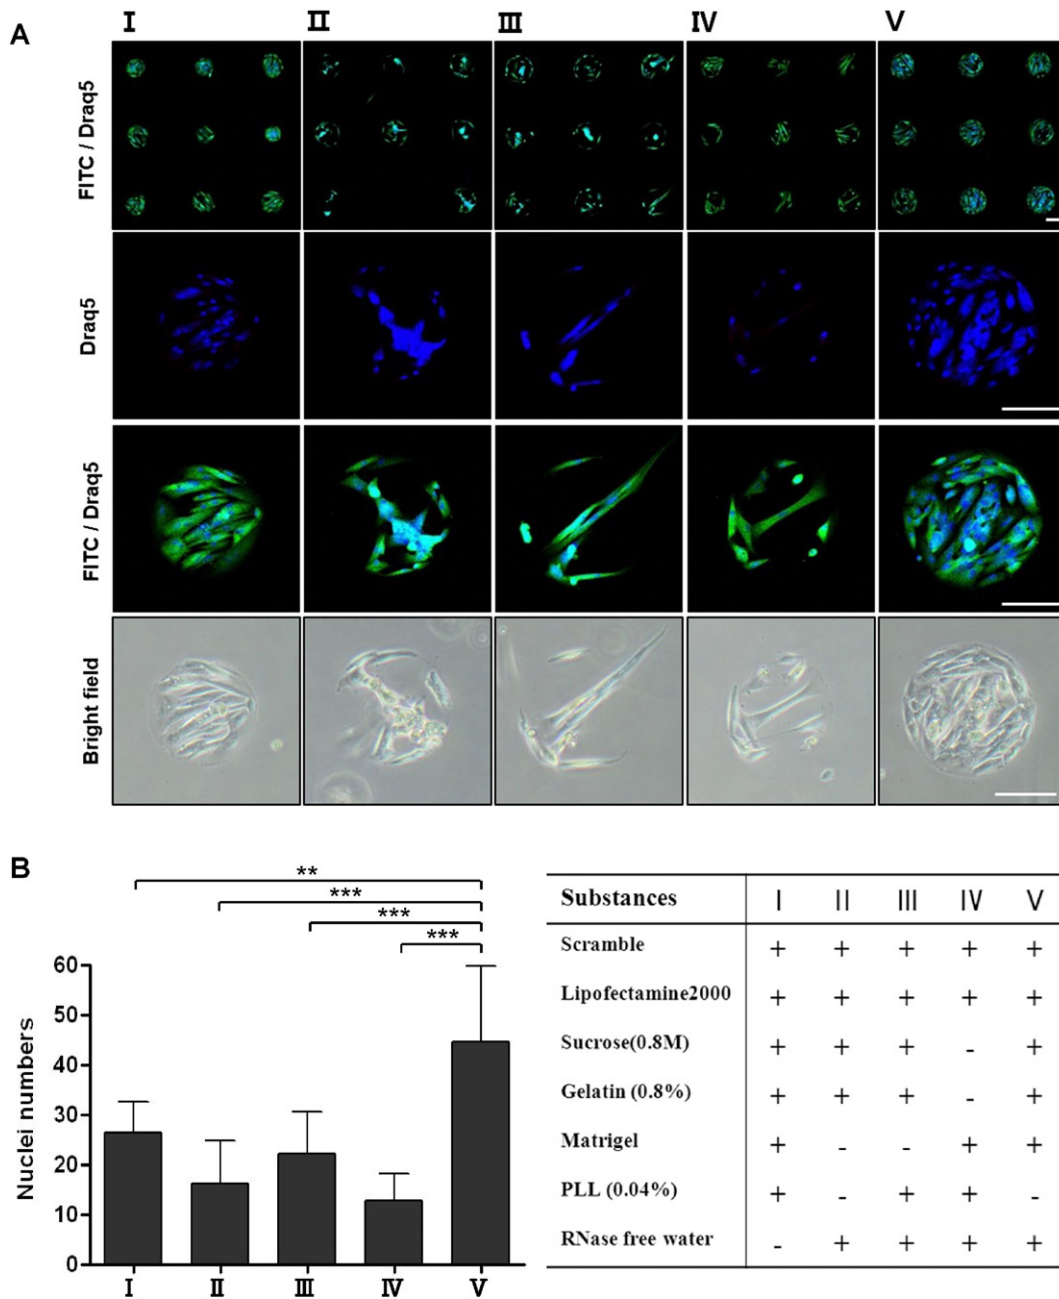 A
I II III IV V
FITC / Draq5
Draq5
FITC / Draq5
Bright field
B
**
***
***
***
Nuclei numbers
60
50
40
30
20
10
0
I II III IV V
Substances I II III IV V
Scramble + + + + +
Lipofectamine2000 + + + + +
Sucrose(0.8M) + + + - +
Gelatin (0.8%) + + + - +
Matrigel + - - + +
PLL (0.04%) + - + + -
RNase free water - + + + +